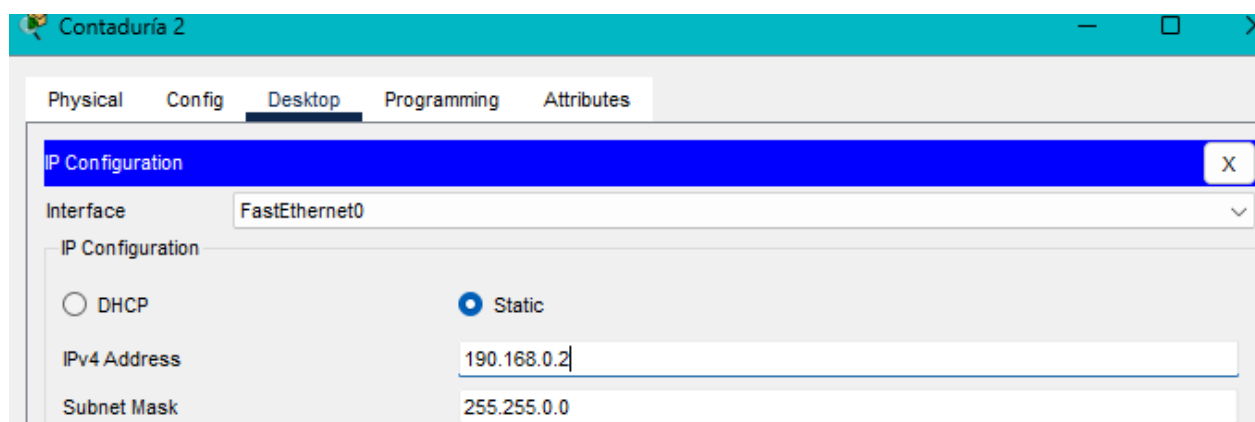 Contaduría 2
Physical Config Desktop Programming Attributes
IP Configuration X
Interface FastEthernet0
IP Configuration
DHCP Static
IPv4 Address 190.168.0.2
Subnet Mask 255.255.0.0